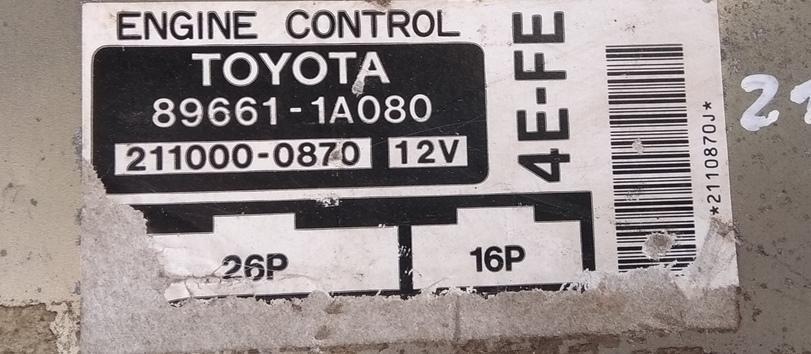 ENGINE CONTROL
TOYOTA
89661-1A080
211000-0870 12V
4E-FE
*2110870J*
26P
16P